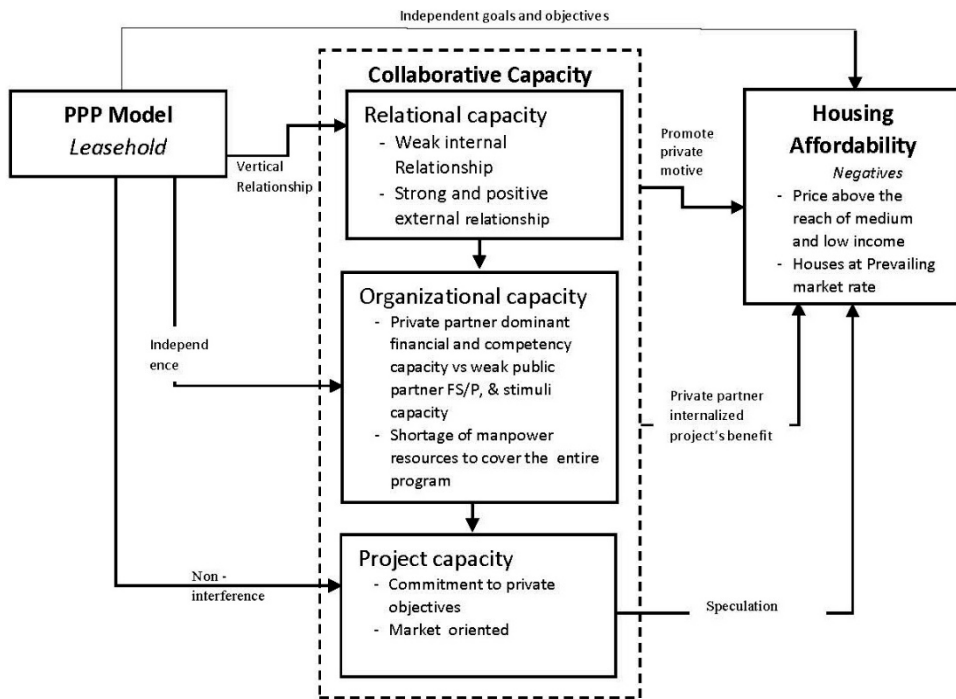 Independent goals and objectives
Collaborative Capacity
PPP Model
Leasehold
Vertical
Relationship
Relational capacity
- Weak internal
Relationship
- Strong and positive
external relationship
Promote
private
motive
Housing
Affordability
Negatives
- Price above the
reach of medium
and low income
- Houses at Prevailing
market rate
Organizational capacity
- Private partner dominant
financial and competency
capacity vs weak public
partner FS/P, & stimuli
capacity
- Shortage of manpower
resources to cover the entire
program
Independ
ence
Private partner
internalized
project's benefit
Project capacity
- Commitment to private
objectives
- Market oriented
Non -
interference
Speculation